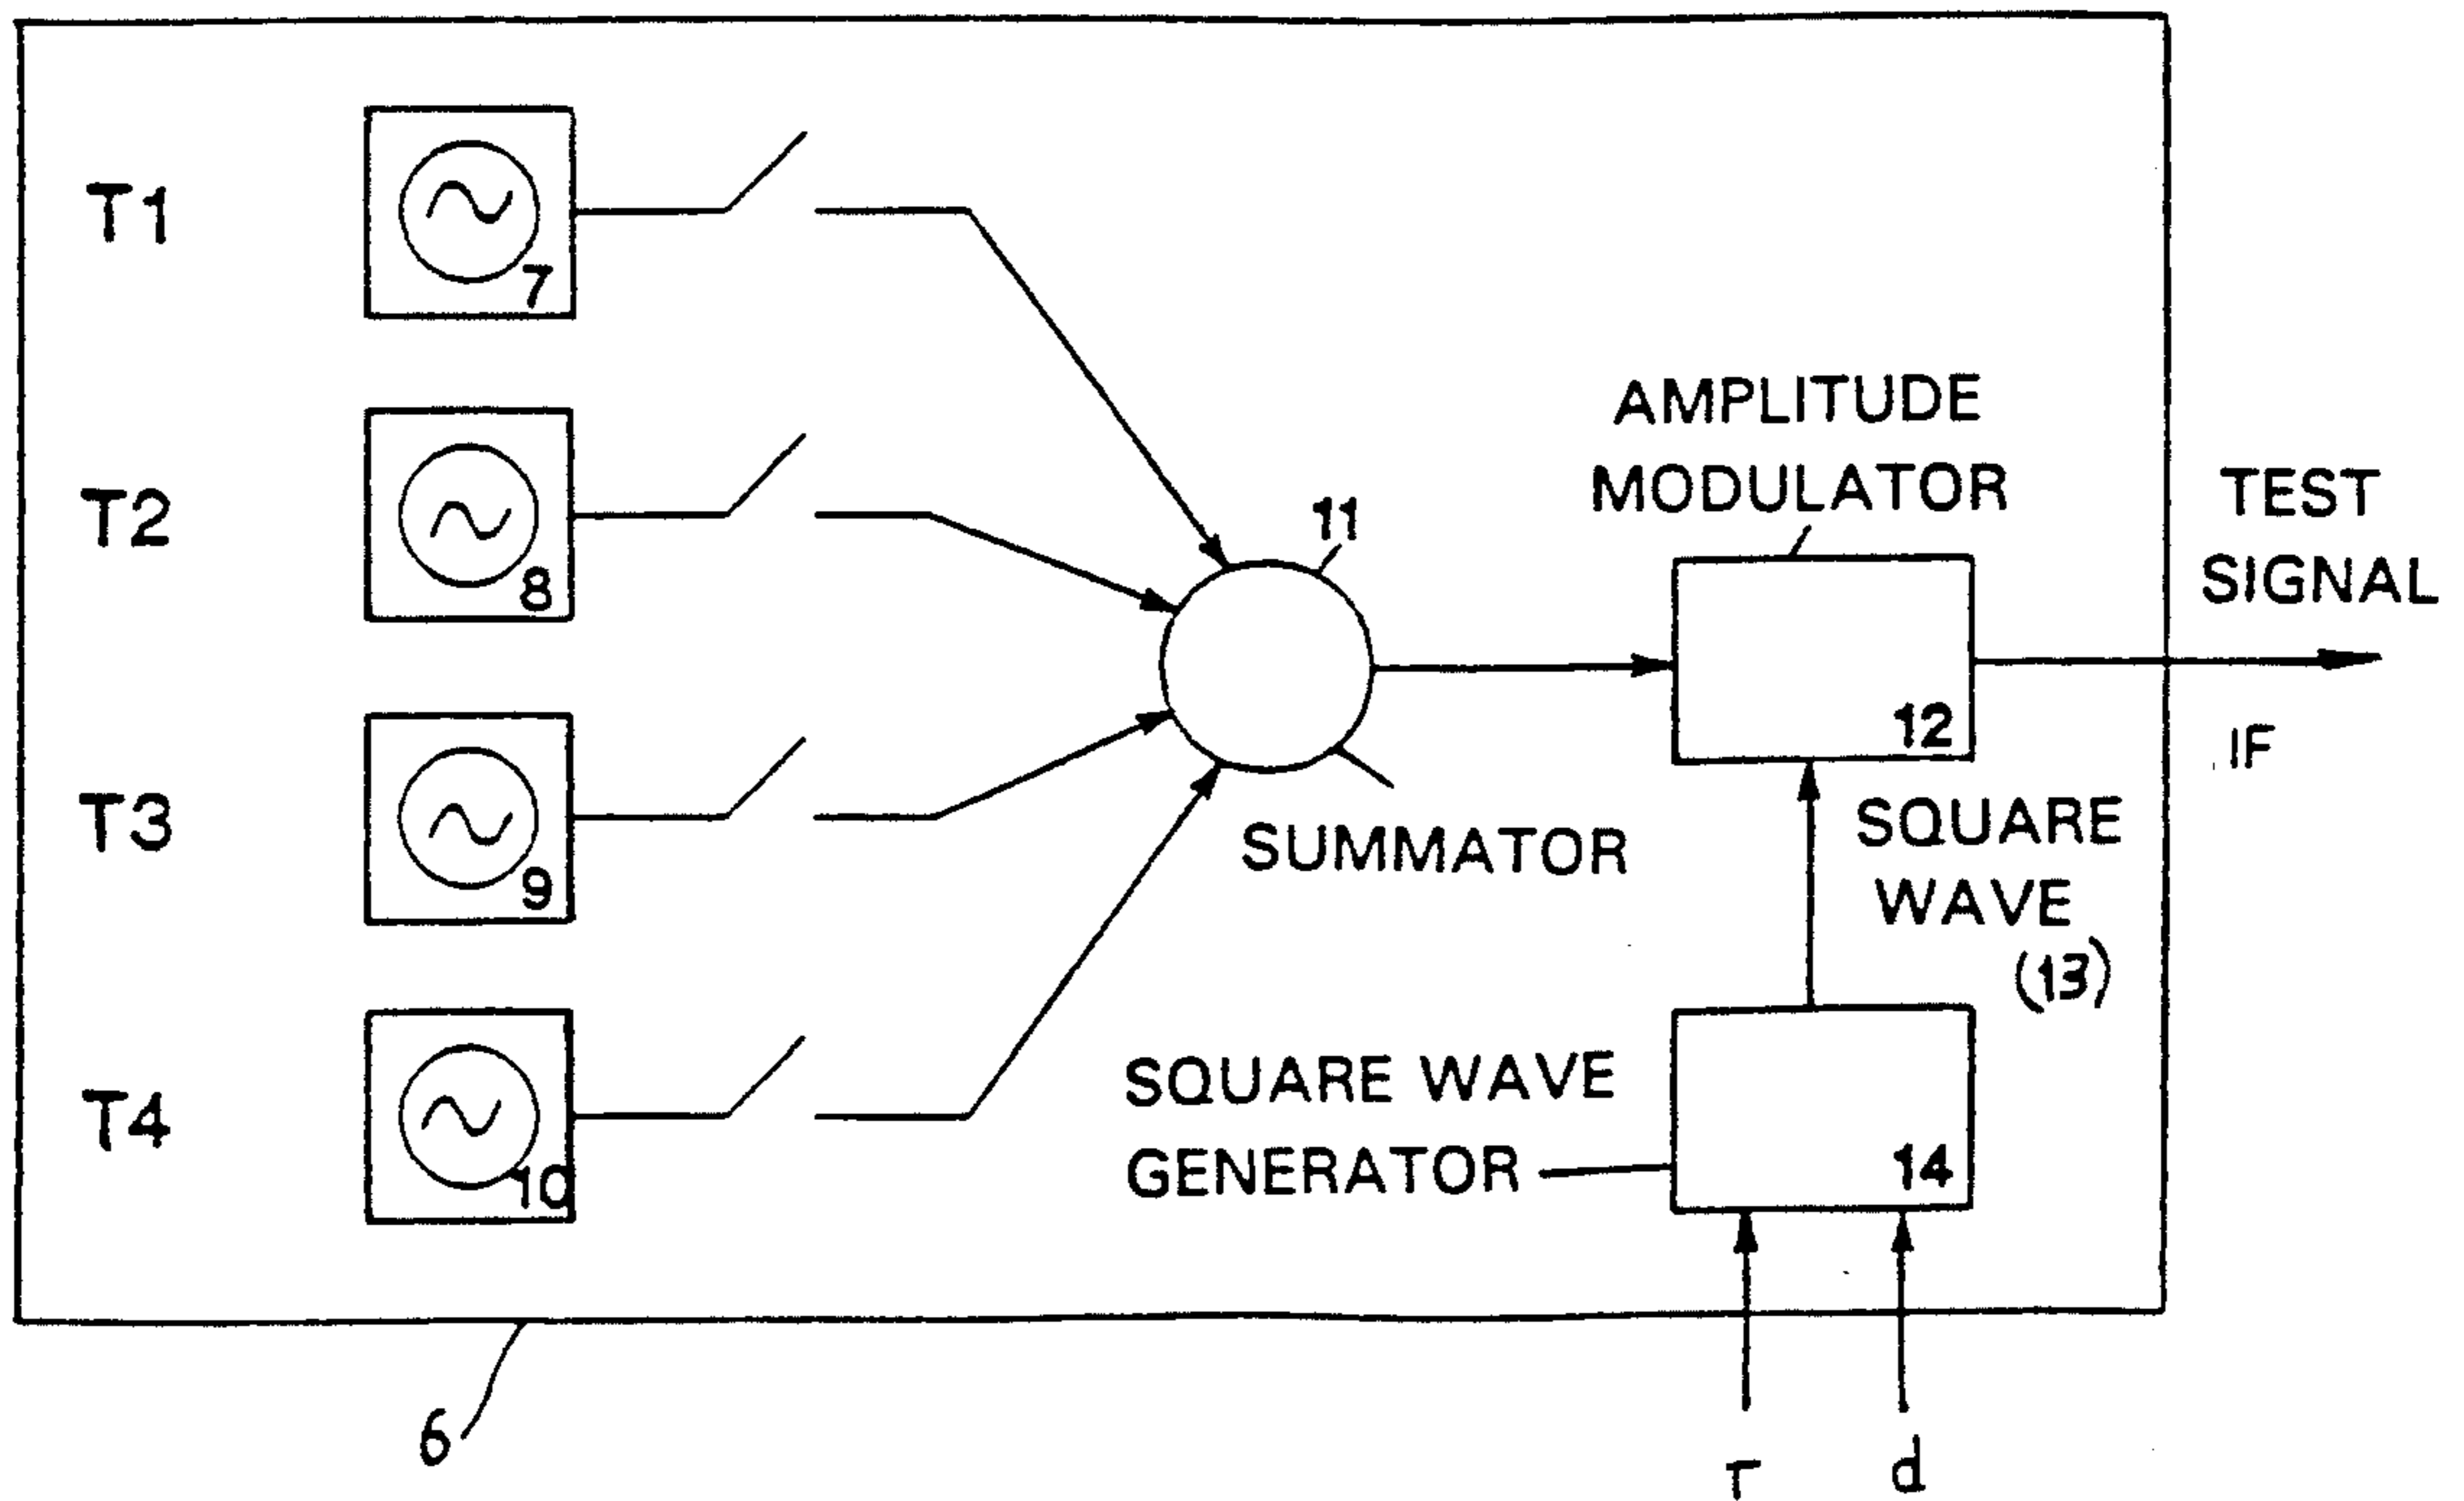 T1
7
T2
8
T3
9
T4
10
11
SUMMATOR
AMPLITUDE
MODULATOR
12
TEST
SIGNAL
IF
SQUARE
WAVE
(13)
SQUARE WAVE
GENERATOR
14
6
T
d